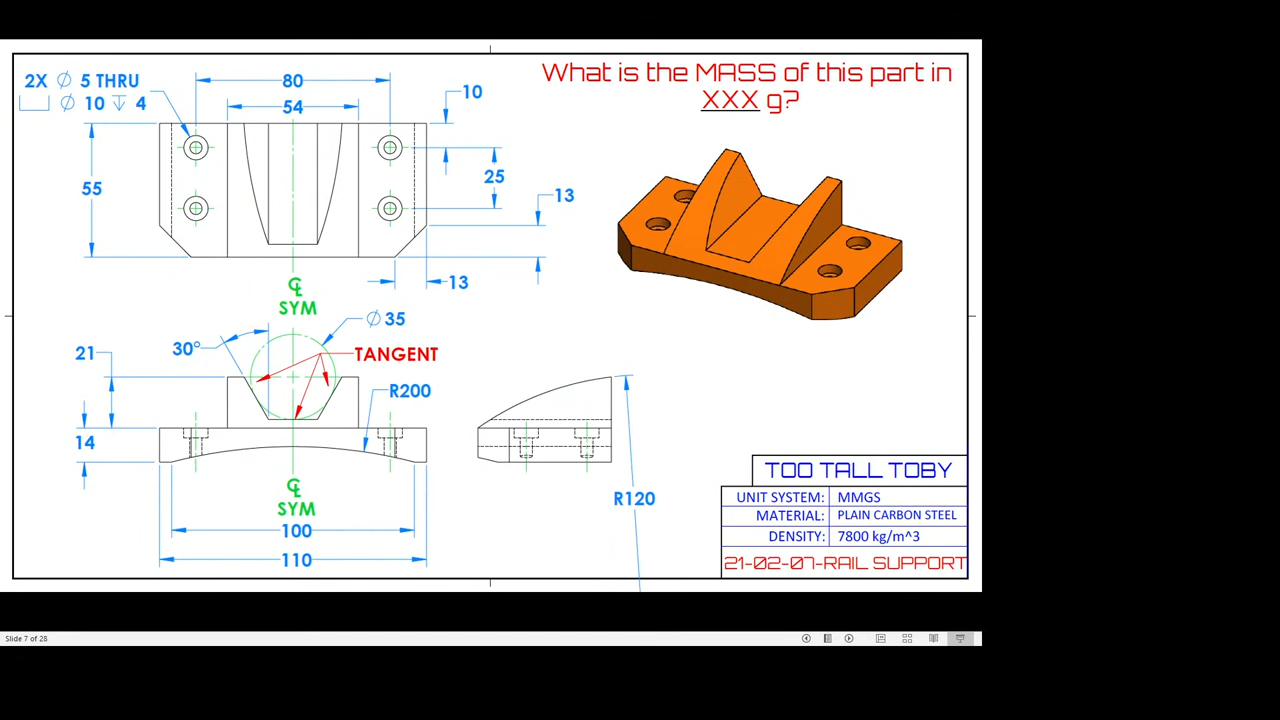 What is the MASS of this part in
XXX g?
2X ∅ 5 THRU
⌴ ∅ 10 ↧ 4
80
54
10
55
25
13
13
℄
SYM
∅ 35
30°
21
TANGENT
R200
14
℄
SYM
100
110
R120
TOO TALL TOBY
UNIT SYSTEM: MMGS
MATERIAL: PLAIN CARBON STEEL
DENSITY: 7800 kg/m^3
21-02-07-RAIL SUPPORT
Slide 7 of 28